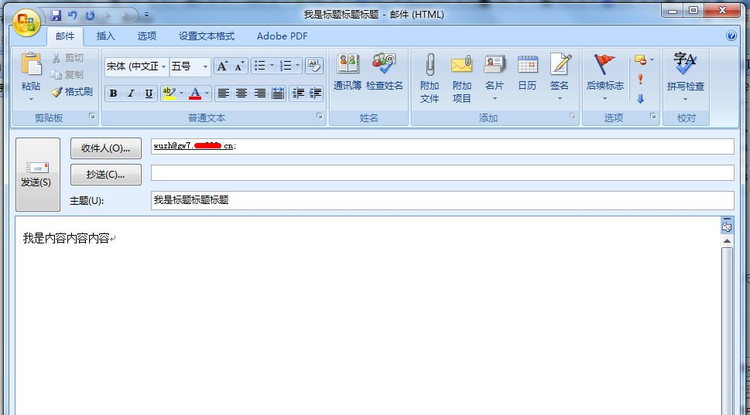 我是标题标题标题 - 邮件 (HTML)
邮件 插入 选项 设置文本格式 Adobe PDF
粘贴
剪切
复制
格式刷
剪贴板
宋体 (中文正 五号
B I U
普通文本
通讯簿 检查姓名
姓名
附加文件 附加项目 名片 日历 签名
添加
后续标志
选项
字A
拼写检查
校对
发送(S)
收件人(O)... wuzh@gw7. cn;
抄送(C)...
主题(U): 我是标题标题标题
我是内容内容内容